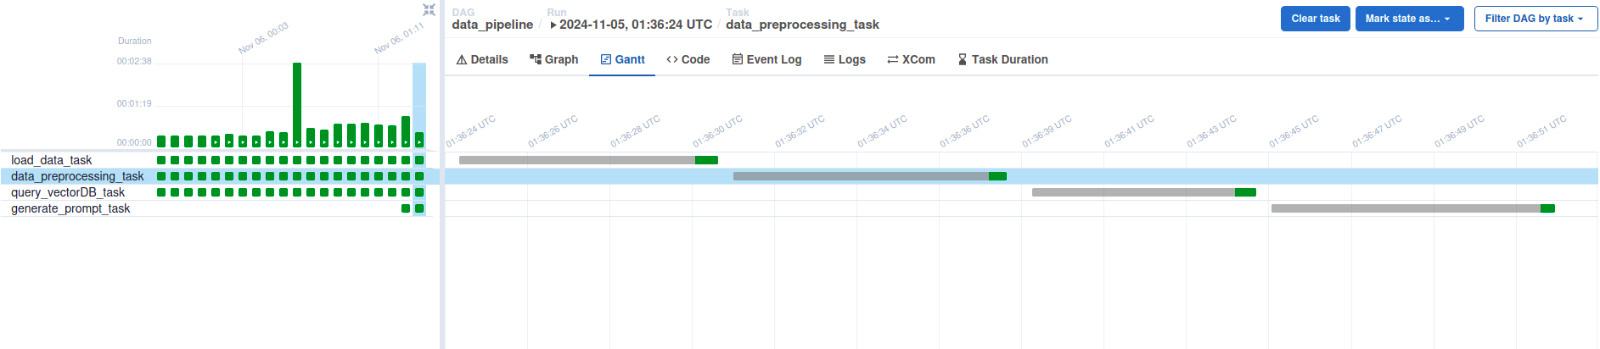 DAG
data_pipeline
/
Run
2024-11-05, 01:36:24 UTC
/
Task
data_preprocessing_task
Clear task
Mark state as...
Filter DAG by task
Details
Graph
Gantt
Code
Event Log
Logs
XCom
Task Duration
Duration
Nov 06, 00:03
Nov 06, 01:11
00:02:38
00:01:19
00:00:00
load_data_task
data_preprocessing_task
query_vectorDB_task
generate_prompt_task
01:36:24 UTC
01:36:26 UTC
01:36:28 UTC
01:36:30 UTC
01:36:32 UTC
01:36:34 UTC
01:36:36 UTC
01:36:39 UTC
01:36:41 UTC
01:36:43 UTC
01:36:45 UTC
01:36:47 UTC
01:36:49 UTC
01:36:51 UTC